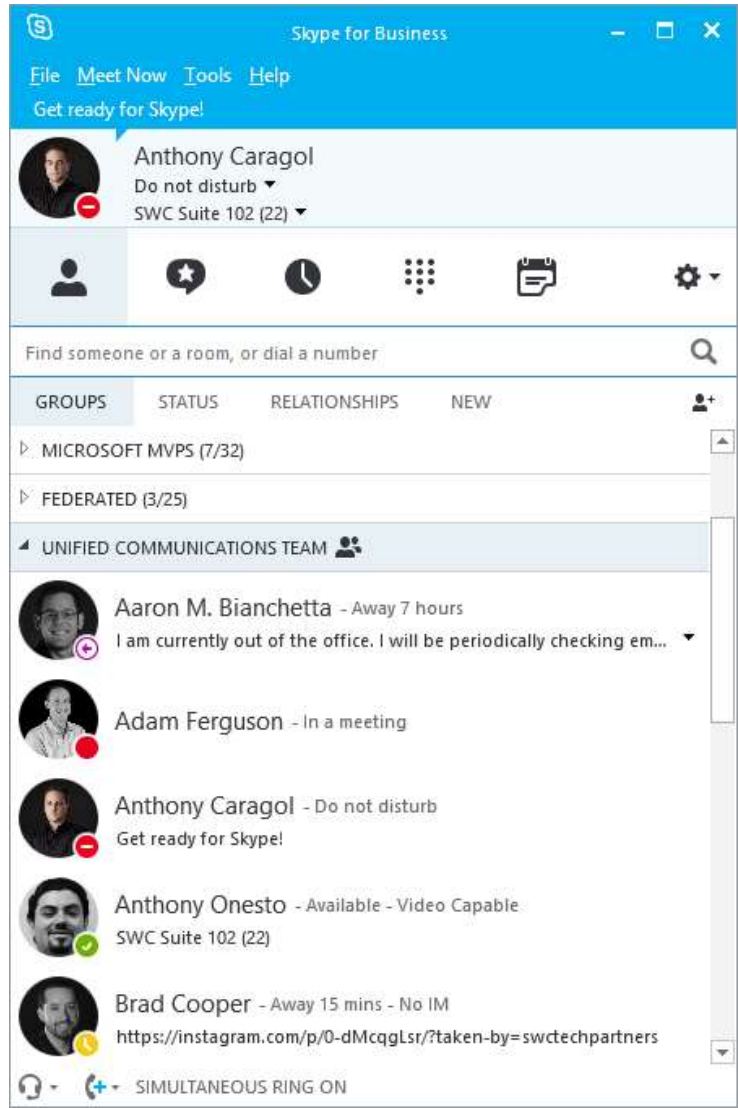 Skype for Business
File Meet Now Tools Help
Get ready for Skype!
Anthony Caragol
Do not disturb
SWC Suite 102 (22)
Find someone or a room, or dial a number
GROUPS STATUS RELATIONSHIPS NEW
MICROSOFT MVPS (7/32)
FEDERATED (3/25)
UNIFIED COMMUNICATIONS TEAM
Aaron M. Bianchetta - Away 7 hours
I am currently out of the office. I will be periodically checking em...
Adam Ferguson - In a meeting
Anthony Caragol - Do not disturb
Get ready for Skype!
Anthony Onesto - Available - Video Capable
SWC Suite 102 (22)
Brad Cooper - Away 15 mins - No IM
https://instagram.com/p/0-dMcqgLsr/?taken-by=swctechpartners
SIMULTANEOUS RING ON